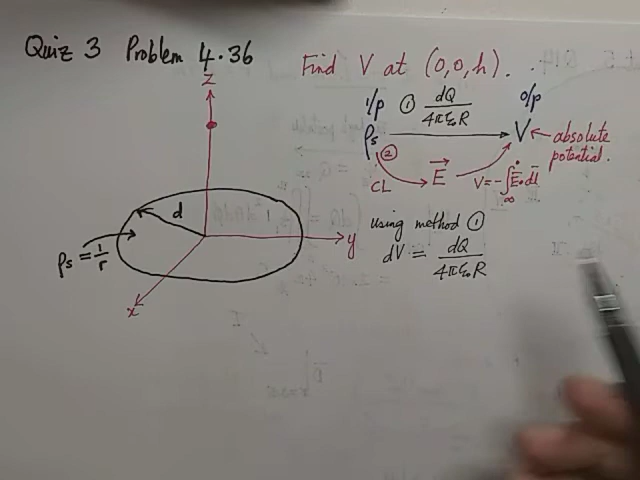 Quiz 3 Problem 4.36
Find V at (0,0,h).
z
i/p ① dQ/4πε₀R o/p
ρs → V ← absolute potential.
② CL → E⃗ V = -∫∞ E⃗•dl⃗
d
y
x
ρs = 1/r
using method ①
dV = dQ/4πε₀R